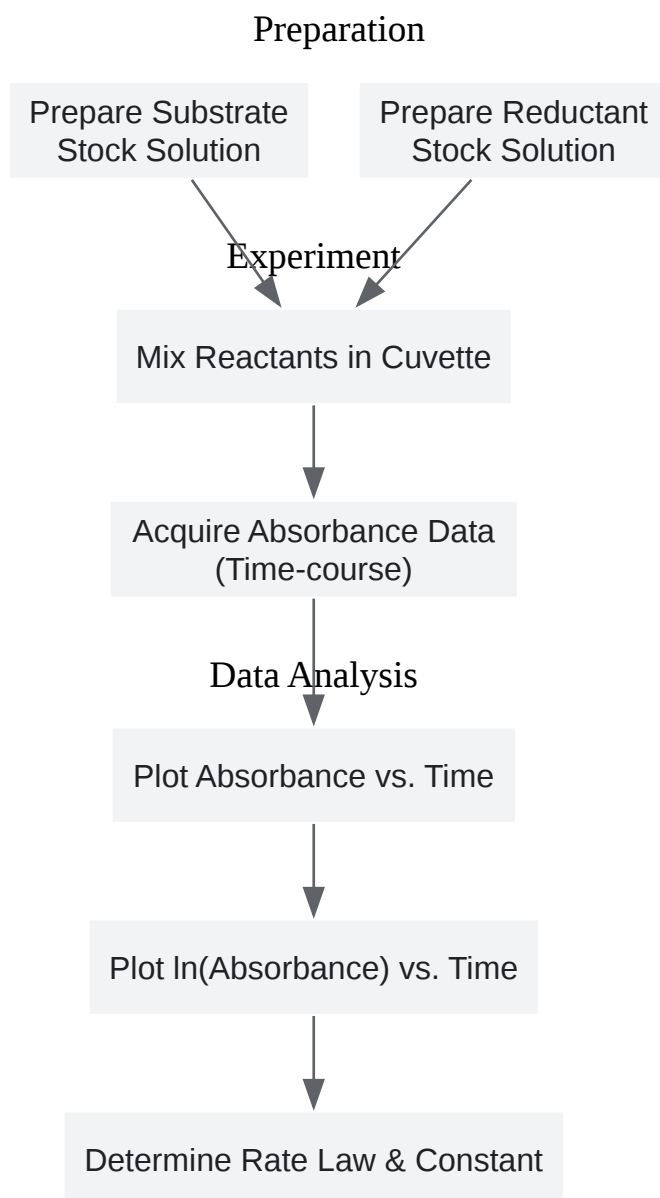 Preparation
Prepare Substrate
Stock Solution
Prepare Reductant
Stock Solution
Experiment
Mix Reactants in Cuvette
Acquire Absorbance Data
(Time-course)
Data Analysis
Plot Absorbance vs. Time
Plot ln(Absorbance) vs. Time
Determine Rate Law & Constant